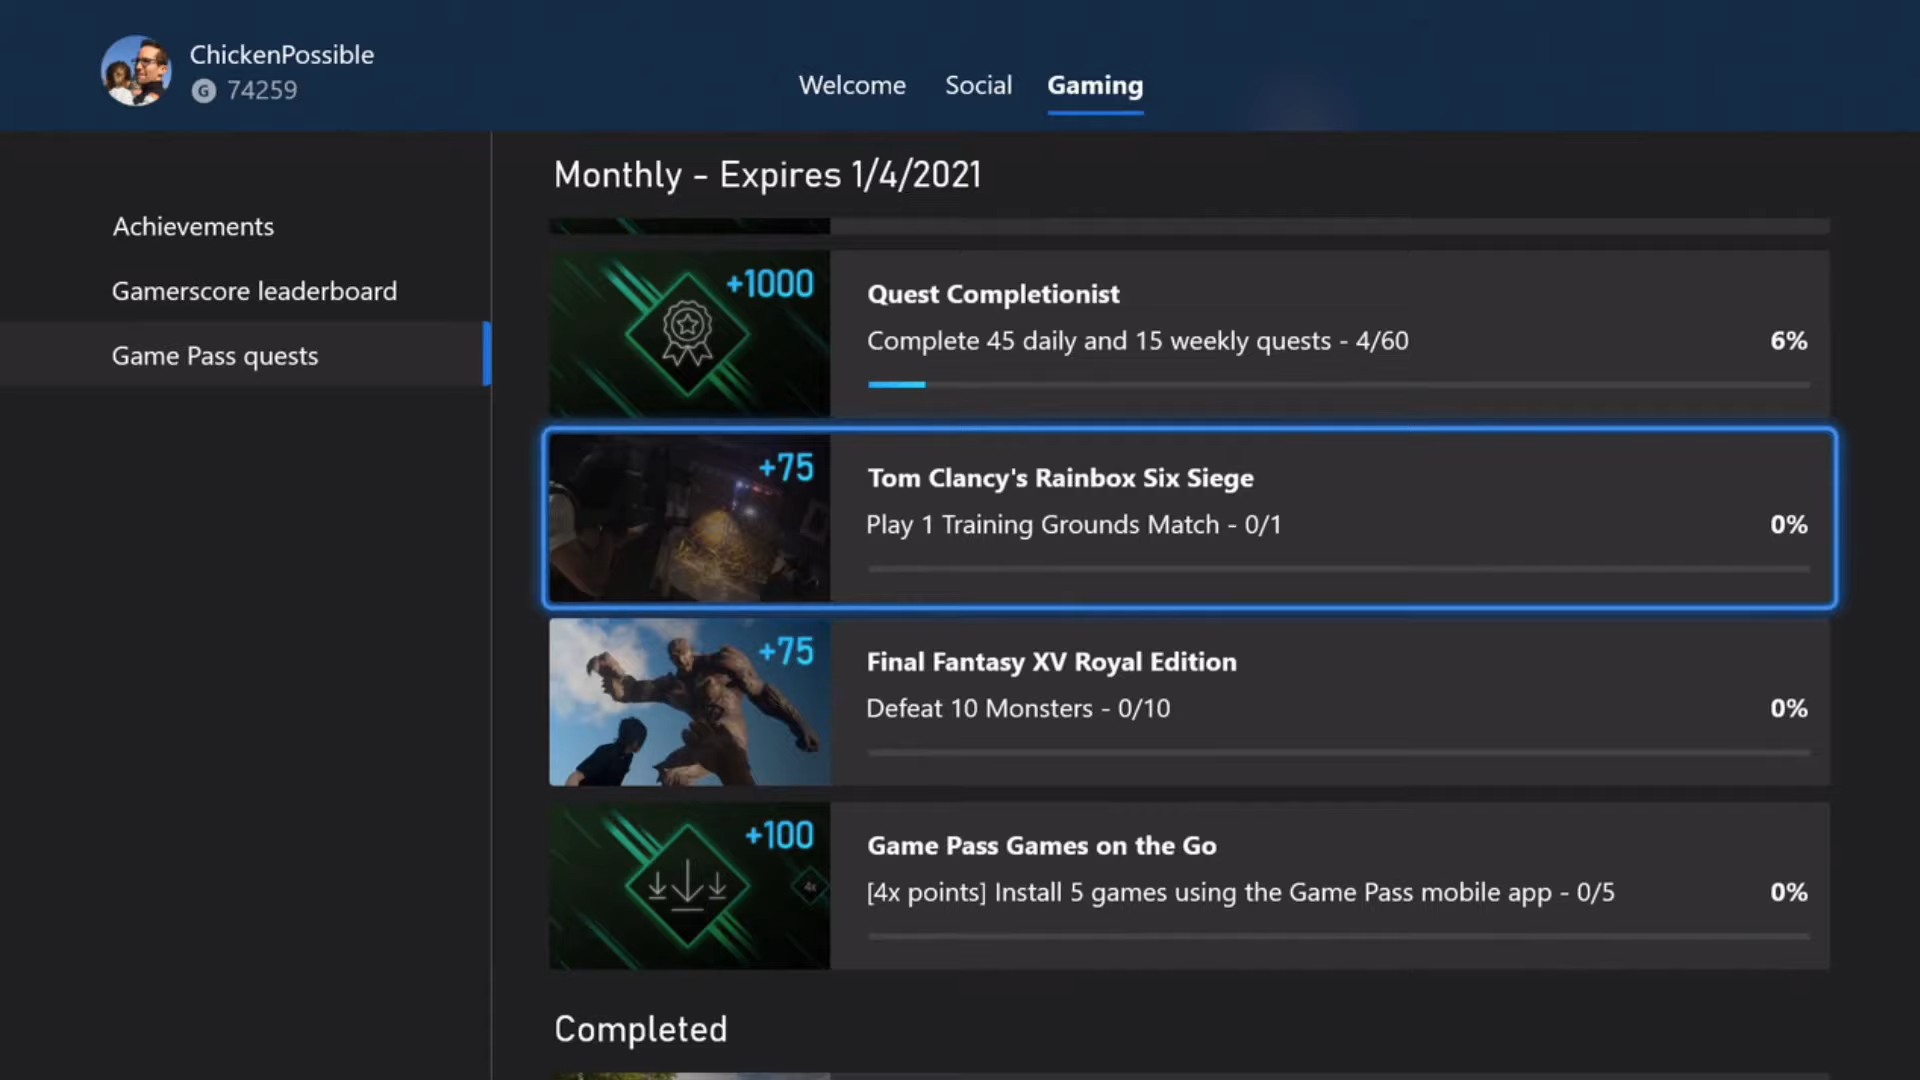 ChickenPossible
G 74259
Welcome
Social
Gaming
Achievements
Gamerscore leaderboard
Game Pass quests
Monthly - Expires 1/4/2021
+1000
Quest Completionist
Complete 45 daily and 15 weekly quests - 4/60
6%
+75
Tom Clancy's Rainbox Six Siege
Play 1 Training Grounds Match - 0/1
0%
+75
Final Fantasy XV Royal Edition
Defeat 10 Monsters - 0/10
0%
+100
4x
Game Pass Games on the Go
[4x points] Install 5 games using the Game Pass mobile app - 0/5
0%
Completed